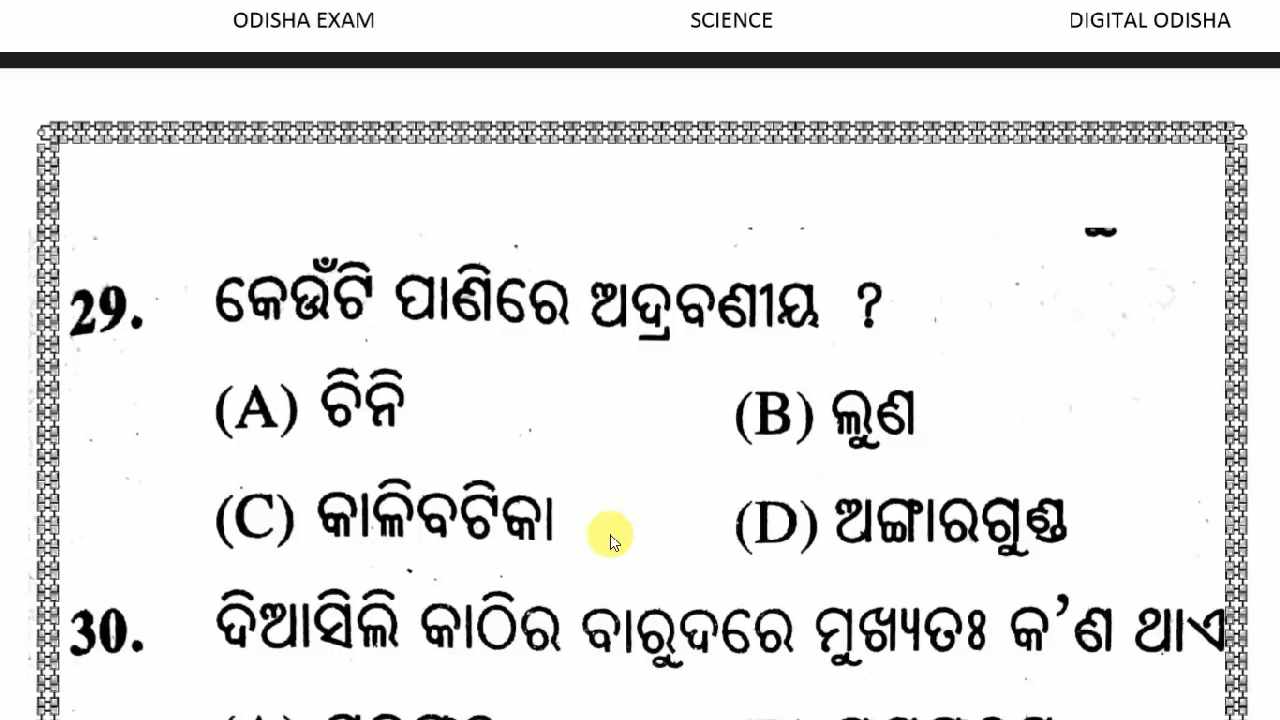 ODISHA EXAM SCIENCE DIGITAL ODISHA
29. କେଉଁଟି ପାଣିରେ ଅଦ୍ରବଣୀୟ ?
(A) ଚିନି (B) ଲୁଣ
(C) କାଳିବଟିକା (D) ଅଙ୍ଗାରଗୁଣ୍ଡ
30. ଦିଆସିଲି କାଠିର ବାରୁଦରେ ମୁଖ୍ୟତଃ କ'ଣ ଥାଏ